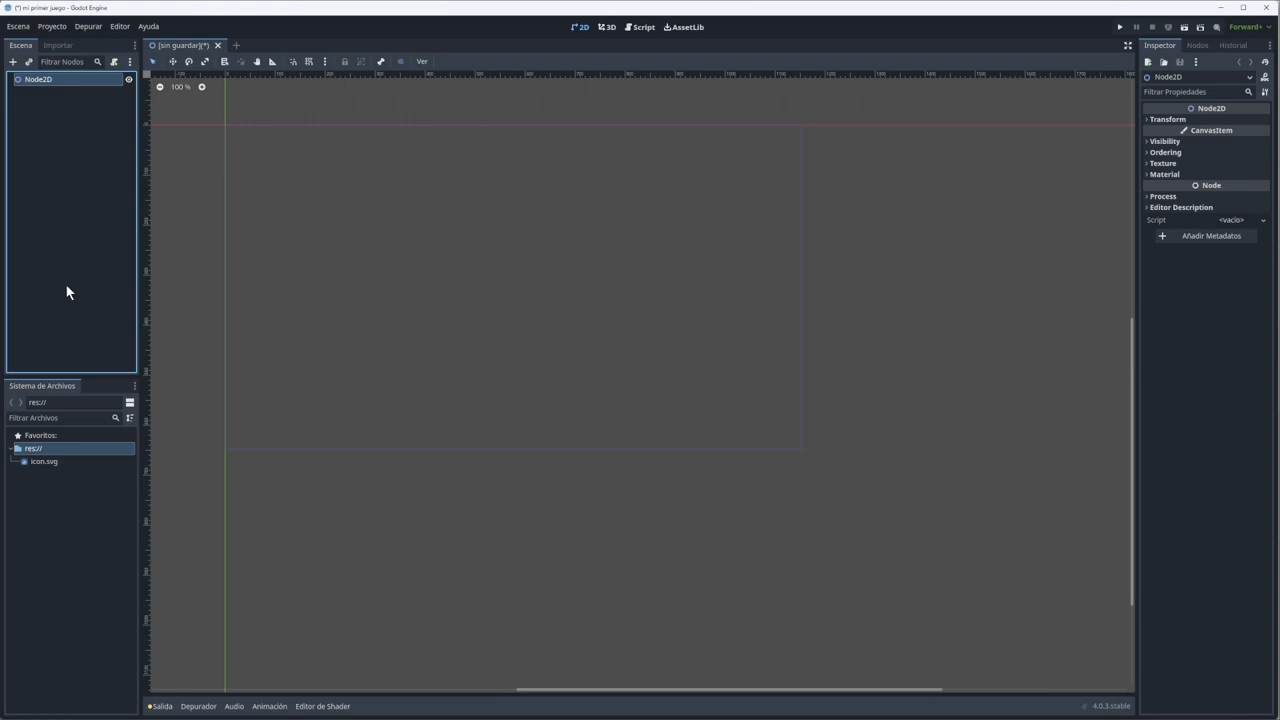 (*) mi primer juego - Godot Engine
Escena Proyecto Depurar Editor Ayuda
2D 3D Script AssetLib
Forward+
Escena Importar
[sin guardar](*)
Inspector Nodos Historial
Filtrar Nodos
Ver
Node2D
Node2D
100 %
Filtrar Propiedades
Node2D
Transform
CanvasItem
Visibility
Ordering
Texture
Material
Node
Process
Editor Description
Script <vacío>
Añadir Metadatos
Sistema de Archivos
res://
Filtrar Archivos
Favoritos:
res://
icon.svg
Salida Depurador Audio Animación Editor de Shader
4.0.3.stable